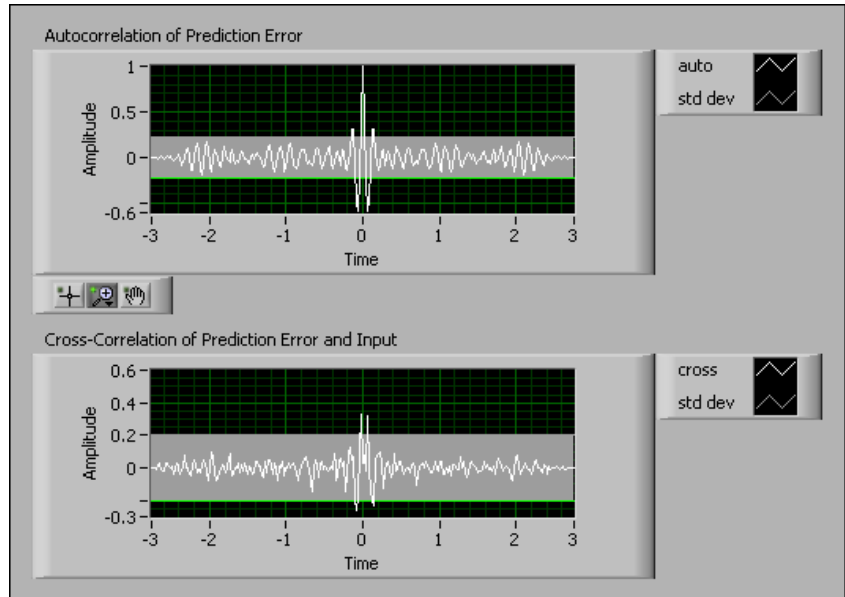 Autocorrelation of Prediction Error
auto
std dev
Amplitude
1
0.5
0
-0.6
-3 -2 -1 0 1 2 3
Time
Cross-Correlation of Prediction Error and Input
cross
std dev
Amplitude
0.6
0.4
0.2
0
-0.3
-3 -2 -1 0 1 2 3
Time